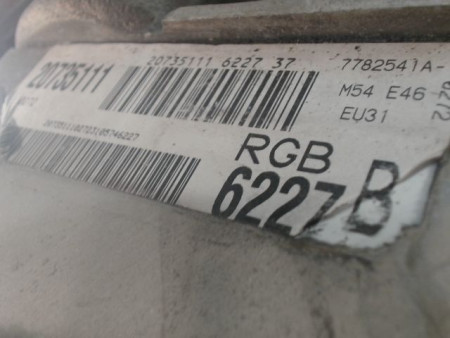 20735111 6227 37
7782541A-
20735111
M54 E46
EU31
RGB
6227 B